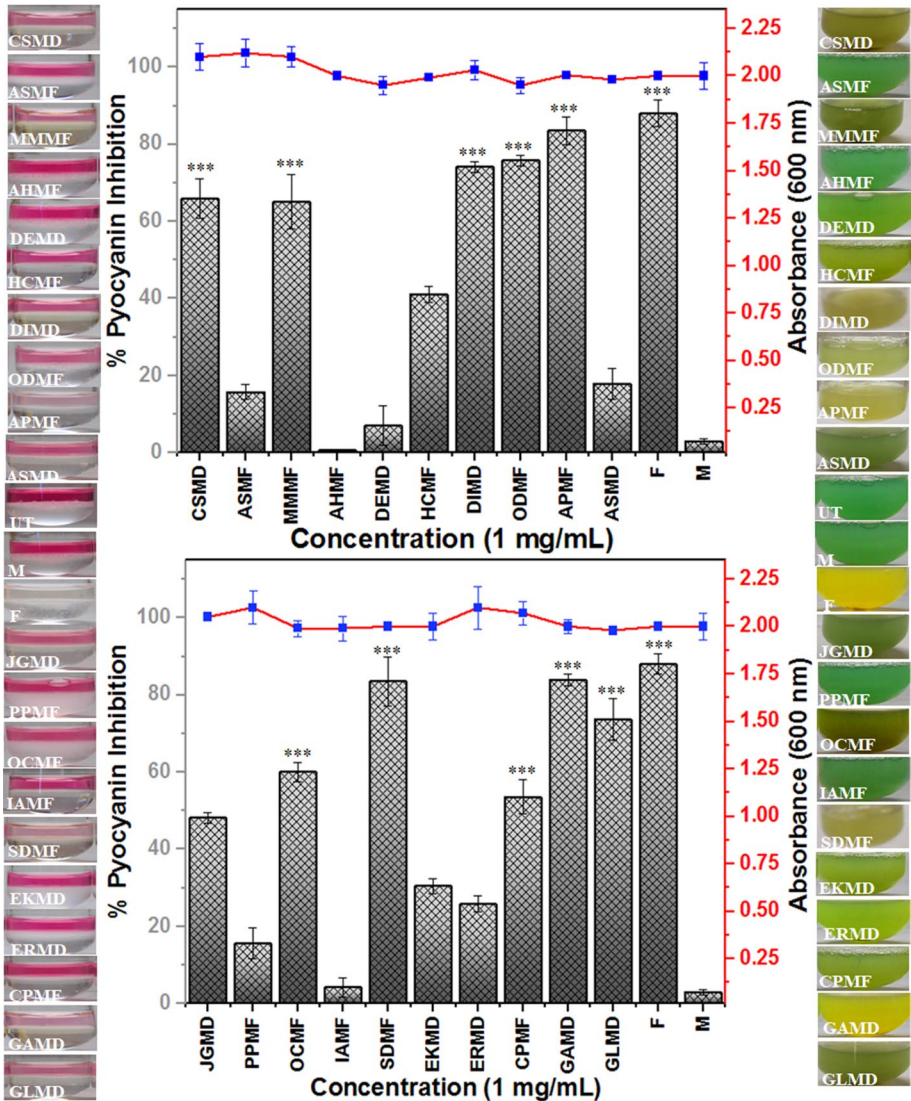 CSMD
ASMF
MMMF
AHMF
DEMD
HCMF
DIMD
ODMF
APMF
ASMD
UT
M
F
JGMD
PPMF
OCMF
IAMF
SDMF
EKMD
ERMD
CPMF
GAMD
GLMD
% Pyocyanin Inhibition
100
80
60
40
20
0
*** *** *** *** *** ***
2.25
2.00
1.75
1.50
1.25
1.00
0.75
0.50
0.25
Absorbance (600 nm)
CSMD ASMF MMMF AHMF DEMD HCMF DIMD ODMF APMF ASMD F M
Concentration (1 mg/mL)
% Pyocyanin Inhibition
100
80
60
40
20
0
*** *** *** *** *** ***
2.25
2.00
1.75
1.50
1.25
1.00
0.75
0.50
0.25
Absorbance (600 nm)
JGMD PPMF OCMF IAMF SDMF EKMD ERMD CPMF GAMD GLMD F M
Concentration (1 mg/mL)
CSMD
ASMF
MMMF
AHMF
DEMD
HCMF
DIMD
ODMF
APMF
ASMD
UT
M
F
JGMD
PPMF
OCMF
IAMF
SDMF
EKMD
ERMD
CPMF
GAMD
GLMD